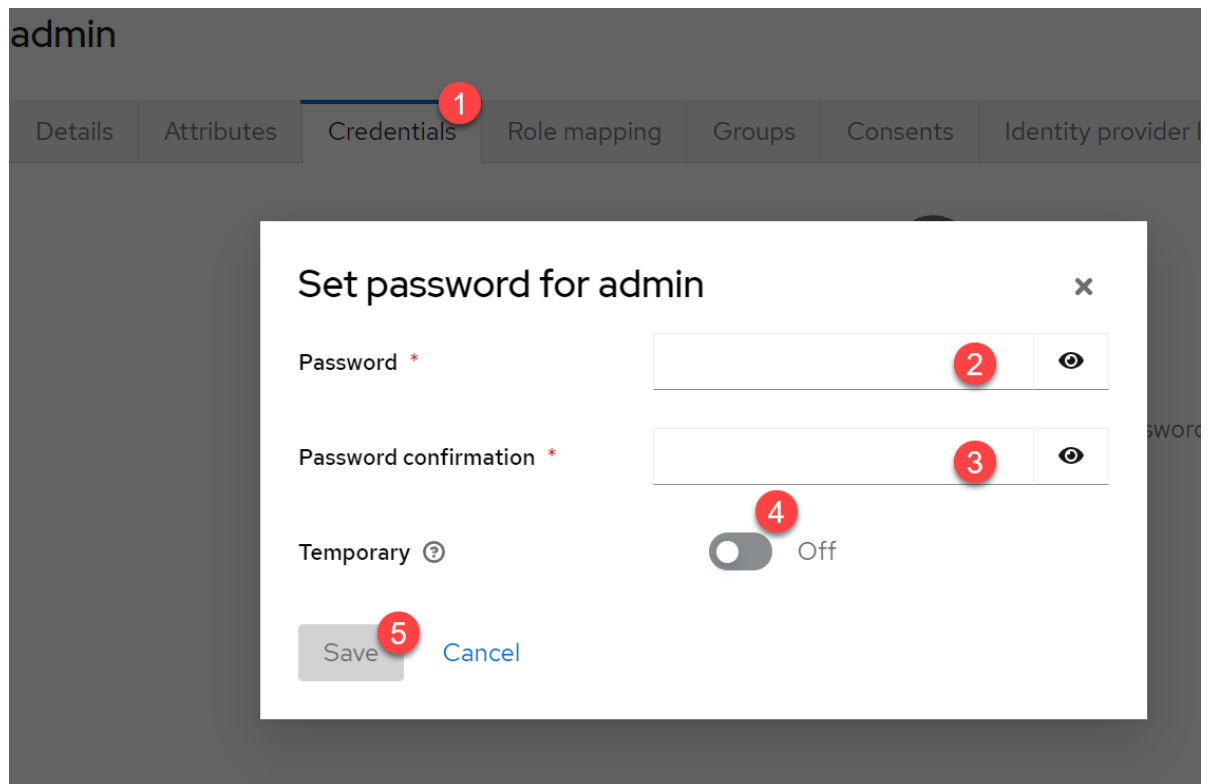 admin
1
Details Attributes Credentials Role mapping Groups Consents Identity provider
Set password for admin
Password * 2
Password confirmation * 3
4
Temporary Off
Save 5 Cancel